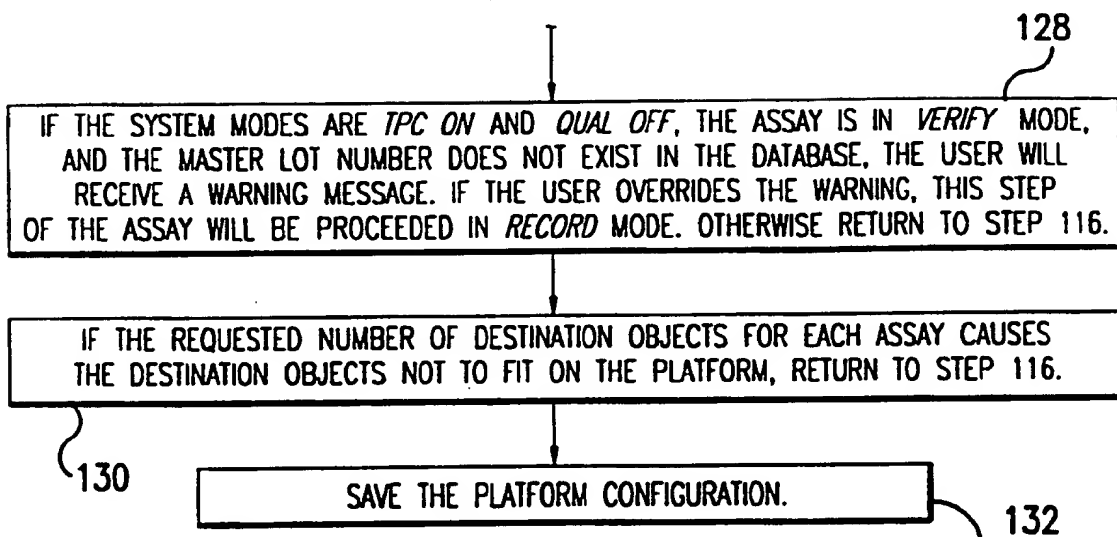 128
IF THE SYSTEM MODES ARE TPC ON AND QUAL OFF, THE ASSAY IS IN VERIFY MODE,
AND THE MASTER LOT NUMBER DOES NOT EXIST IN THE DATABASE, THE USER WILL
RECEIVE A WARNING MESSAGE. IF THE USER OVERRIDES THE WARNING, THIS STEP
OF THE ASSAY WILL BE PROCEEDED IN RECORD MODE. OTHERWISE RETURN TO STEP 116.
IF THE REQUESTED NUMBER OF DESTINATION OBJECTS FOR EACH ASSAY CAUSES
THE DESTINATION OBJECTS NOT TO FIT ON THE PLATFORM, RETURN TO STEP 116.
130
SAVE THE PLATFORM CONFIGURATION.
132